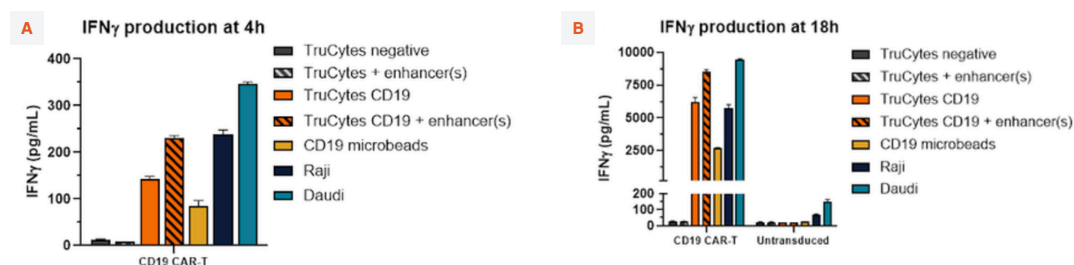 A
IFNγ production at 4h
IFNγ (pg/mL)
400
300
200
100
0
CD19 CAR-T
TruCytes negative
TruCytes + enhancer(s)
TruCytes CD19
TruCytes CD19 + enhancer(s)
CD19 microbeads
Raji
Daudi
B
IFNγ production at 18h
IFNγ (pg/mL)
10000
7500
5000
2500
200
100
0
CD19 CAR-T
Untransduced
TruCytes negative
TruCytes + enhancer(s)
TruCytes CD19
TruCytes CD19 + enhancer(s)
CD19 microbeads
Raji
Daudi